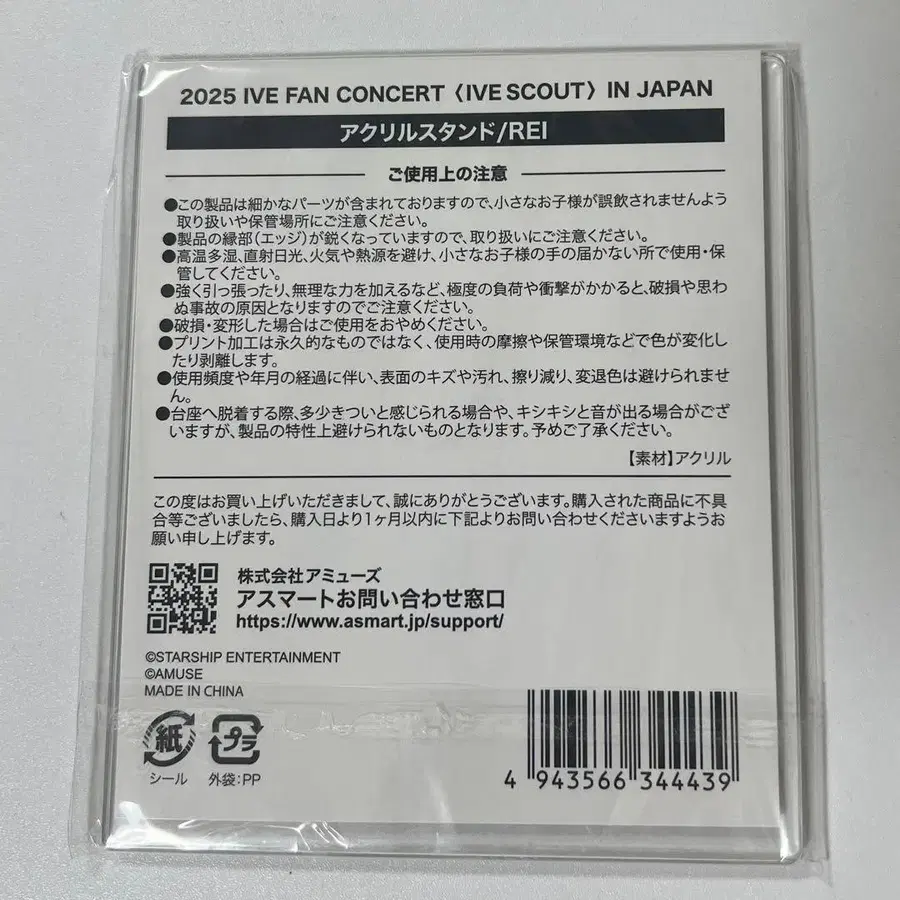 2025 IVE FAN CONCERT〈IVE SCOUT〉IN JAPAN
アクリルスタンド/REI
ご使用上の注意
●この製品は細かなパーツが含まれておりますので、小さなお子様が誤飲されませんよう
取り扱いや保管場所にご注意ください。
●製品の縁部(エッジ)が鋭くなっていますので、取り扱いにご注意ください。
●高温多湿、直射日光、火気や熱源を避け、小さなお子様の手の届かない所で使用・保
管してください。
●強く引っ張ったり、無理な力を加えるなど、極度の負荷や衝撃がかかると、破損や思わ
ぬ事故の原因となりますのでご注意ください。
●破損・変形した場合はご使用をおやめください。
●プリント加工は永久的なものではなく、使用時の摩擦や保管環境などで色が変化し
たり剥離します。
●使用頻度や年月の経過に伴い、表面のキズや汚れ、擦り減り、変退色は避けられませ
ん。
●台座へ脱着する際、多少きついと感じられる場合や、キシキシと音が出る場合がござ
いますが、製品の特性上避けられないものとなります。予めご了承ください。
【素材】アクリル
この度はお買い上げいただきまして、誠にありがとうございます。購入された商品に不具
合等ございましたら、購入日より1ヶ月以内に下記よりお問い合わせくださいますようお
願い申し上げます。
株式会社アミューズ
アスマートお問い合わせ窓口
https://www.asmart.jp/support/
©STARSHIP ENTERTAINMENT
©AMUSE
MADE IN CHINA
紙 プラ
シール 外袋:PP
4 943566 344439